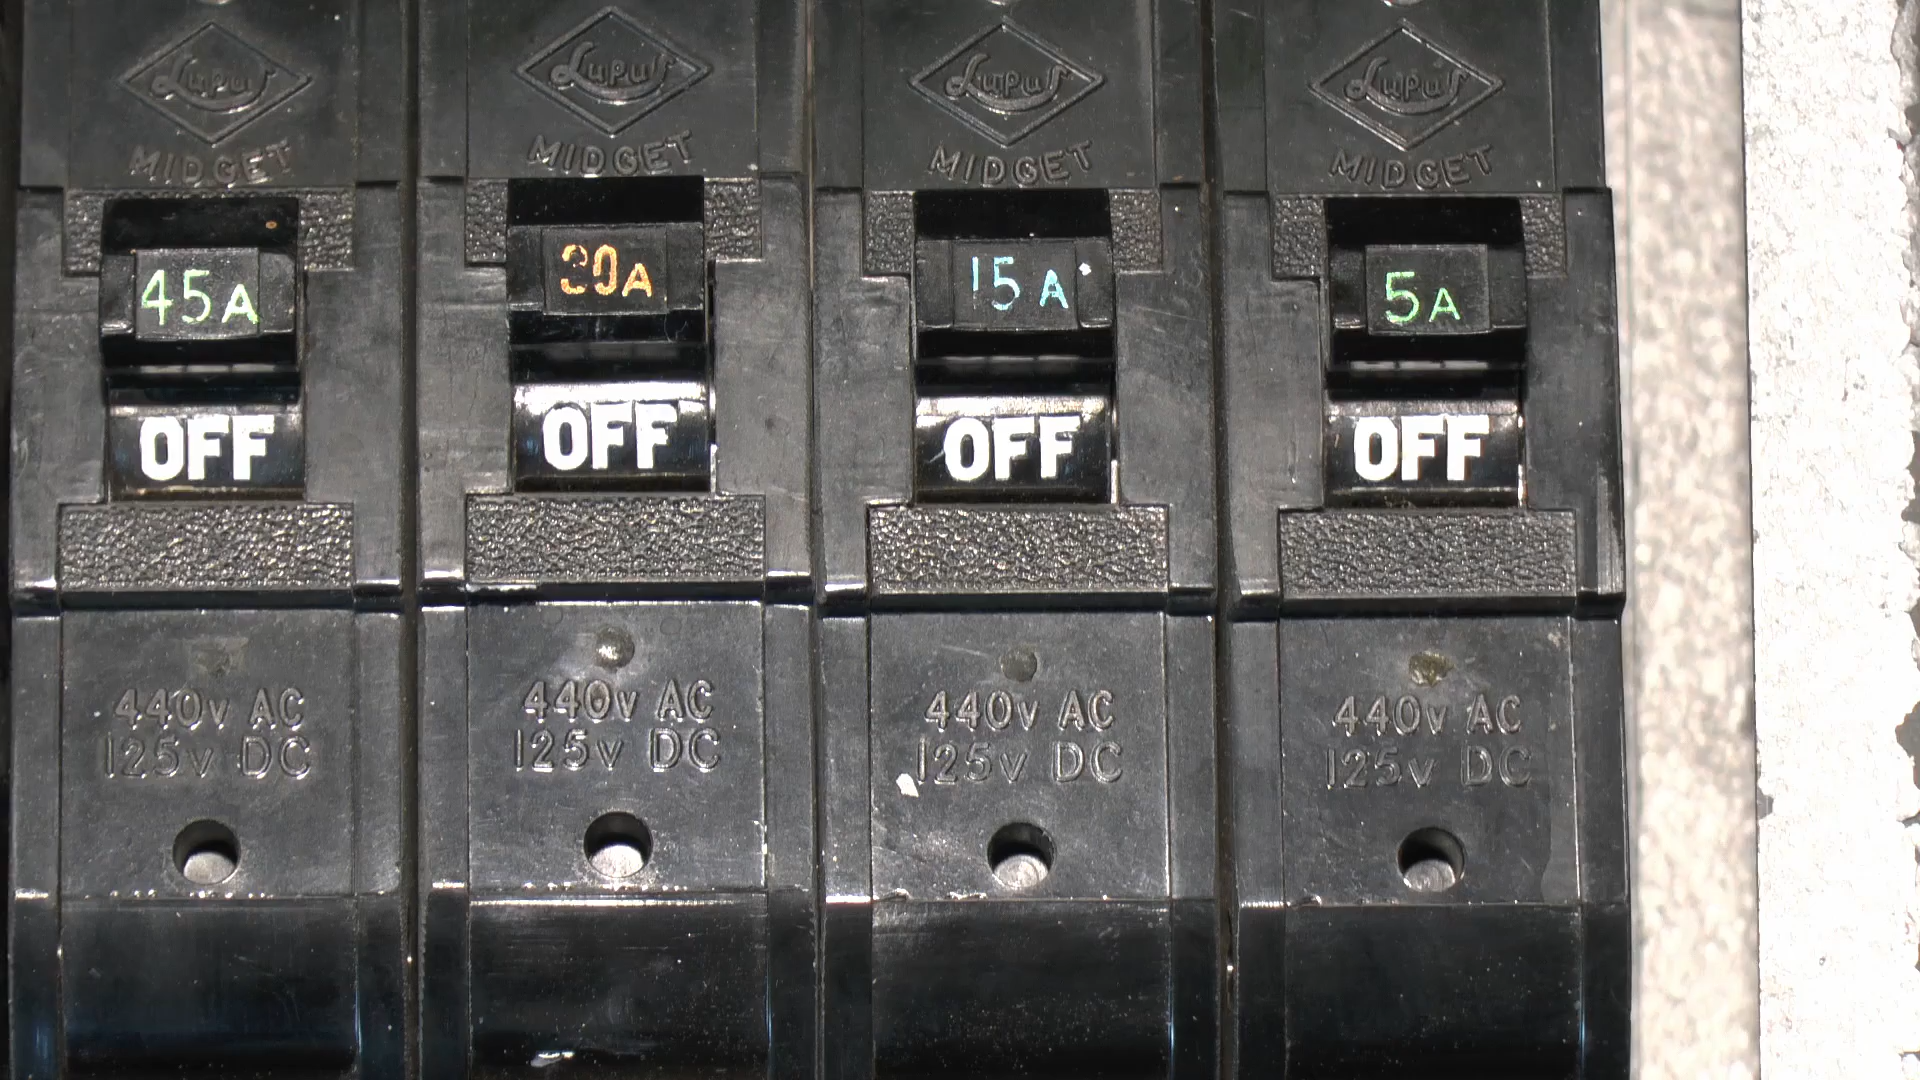 Lupus
MIDGET
45A
OFF
440v AC
125v DC
Lupus
MIDGET
30A
OFF
440v AC
125v DC
Lupus
MIDGET
15A
OFF
440v AC
125v DC
Lupus
MIDGET
5A
OFF
440v AC
125v DC